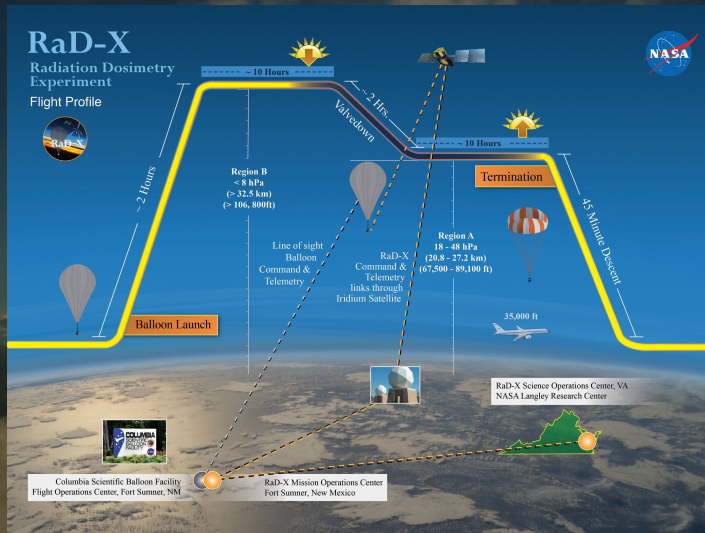 RaD-X
Radiation Dosimetry
Experiment
Flight Profile
RaD-X
NASA
~ 10 Hours
~ 2 Hrs.
Valvedown
~ 10 Hours
~ 2 Hours
Region B
< 8 hPa
(> 32.5 km)
(> 106, 800ft)
Termination
45 Minute Descent
Line of sight
Balloon
Command &
Telemetry
RaD-X
Command &
Telemetry
links through
Iridium Satellite
Region A
18 - 48 hPa
(20.8 - 27.2 km)
(67,500 - 89,100 ft)
35,000 ft
Balloon Launch
RaD-X Science Operations Center, VA
NASA Langley Research Center
COLUMBIA
SCIENTIFIC
BALLOON
FACILITY
Columbia Scientific Balloon Facility
Flight Operations Center, Fort Sumner, NM
RaD-X Mission Operations Center
Fort Sumner, New Mexico